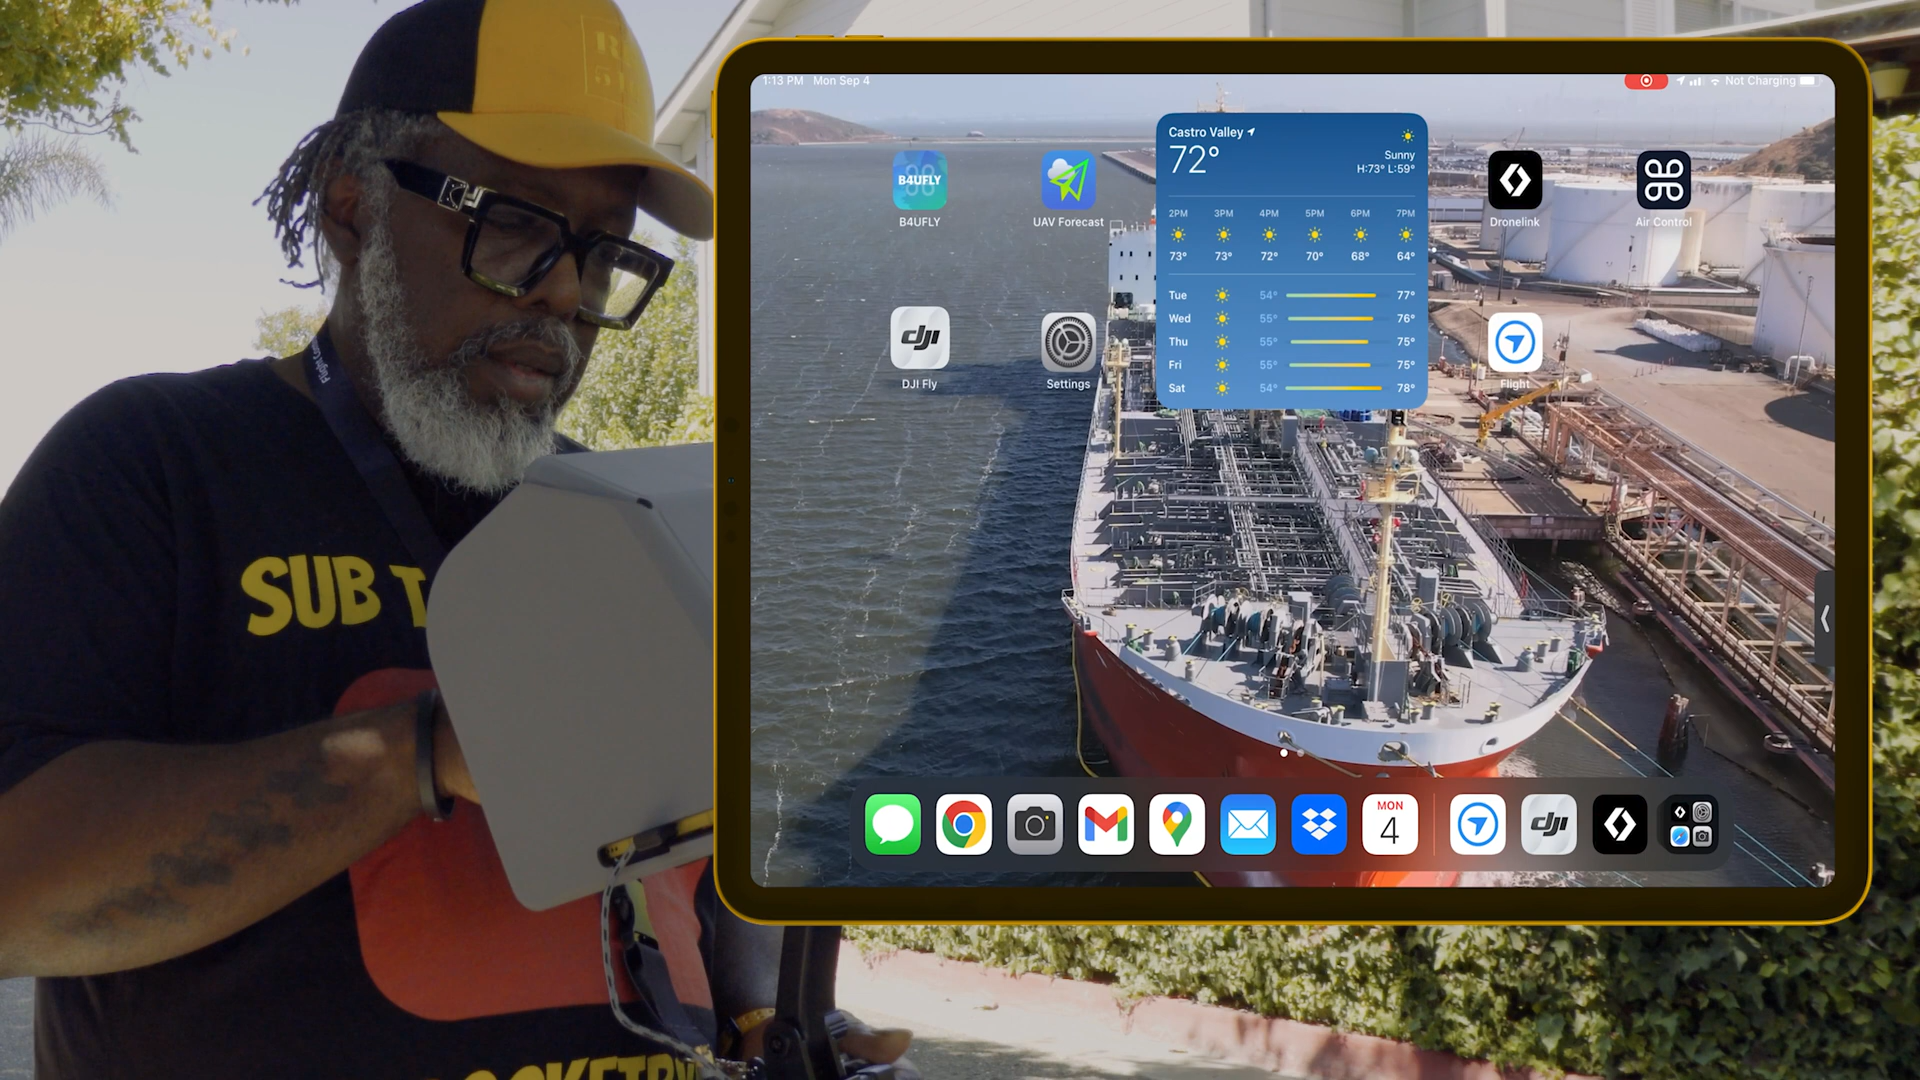 1:13 PM Mon Sep 4
Not Charging
B4UFLY
B4UFLY
UAV Forecast
Castro Valley
72°
Sunny
H:73° L:59°
2PM 3PM 4PM 5PM 6PM 7PM
73° 73° 72° 70° 68° 64°
Tue 54° 77°
Wed 55° 76°
Thu 55° 75°
Fri 55° 75°
Sat 54° 78°
Dronelink
Air Control
dji
DJI Fly
Settings
Flight
MON
4
dji
SUB T